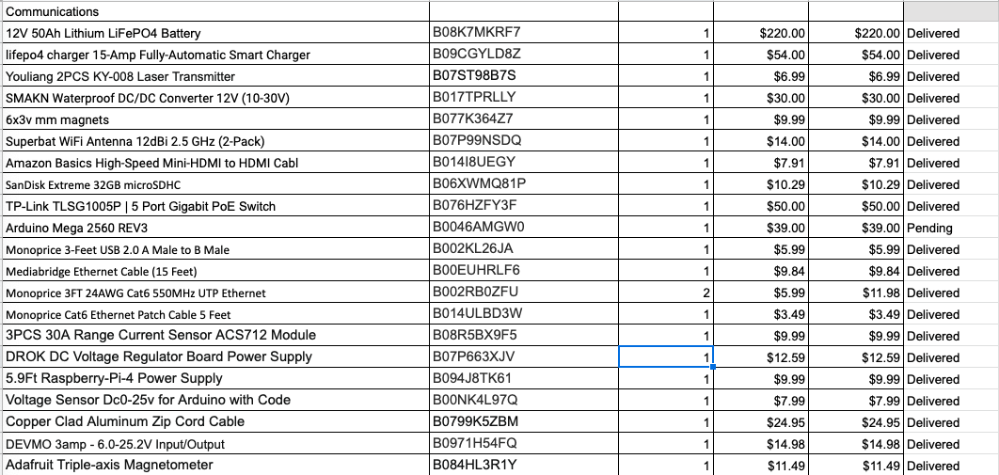 Communications
12V 50Ah Lithium LiFePO4 Battery B08K7MKRF7 1 $220.00 $220.00 Delivered
lifepo4 charger 15-Amp Fully-Automatic Smart Charger B09CGYLD8Z 1 $54.00 $54.00 Delivered
Youliang 2PCS KY-008 Laser Transmitter B07ST98B7S 1 $6.99 $6.99 Delivered
SMAKN Waterproof DC/DC Converter 12V (10-30V) B017TPRLLY 1 $30.00 $30.00 Delivered
6x3v mm magnets B077K364Z7 1 $9.99 $9.99 Delivered
Superbat WiFi Antenna 12dBi 2.5 GHz (2-Pack) B07P99NSDQ 1 $14.00 $14.00 Delivered
Amazon Basics High-Speed Mini-HDMI to HDMI Cabl B014I8UEGY 1 $7.91 $7.91 Delivered
SanDisk Extreme 32GB microSDHC B06XWMQ81P 1 $10.29 $10.29 Delivered
TP-Link TLSG1005P | 5 Port Gigabit PoE Switch B076HZFY3F 1 $50.00 $50.00 Delivered
Arduino Mega 2560 REV3 B0046AMGW0 1 $39.00 $39.00 Pending
Monoprice 3-Feet USB 2.0 A Male to B Male B002KL26JA 1 $5.99 $5.99 Delivered
Mediabridge Ethernet Cable (15 Feet) B00EUHRLF6 1 $9.84 $9.84 Delivered
Monoprice 3FT 24AWG Cat6 550MHz UTP Ethernet B002RB0ZFU 2 $5.99 $11.98 Delivered
Monoprice Cat6 Ethernet Patch Cable 5 Feet B014ULBD3W 1 $3.49 $3.49 Delivered
3PCS 30A Range Current Sensor ACS712 Module B08R5BX9F5 1 $9.99 $9.99 Delivered
DROK DC Voltage Regulator Board Power Supply B07P663XJV 1 $12.59 $12.59 Delivered
5.9Ft Raspberry-Pi-4 Power Supply B094J8TK61 1 $9.99 $9.99 Delivered
Voltage Sensor Dc0-25v for Arduino with Code B00NK4L97Q 1 $7.99 $7.99 Delivered
Copper Clad Aluminum Zip Cord Cable B0799K5ZBM 1 $24.95 $24.95 Delivered
DEVMO 3amp - 6.0-25.2V Input/Output B0971H54FQ 1 $14.98 $14.98 Delivered
Adafruit Triple-axis Magnetometer B084HL3R1Y 1 $11.49 $11.49 Delivered